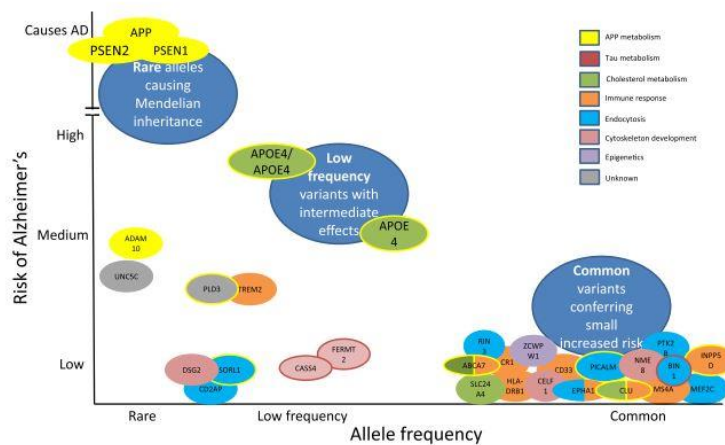 Causes AD
APP
PSEN2
PSEN1
Rare alleles
causing
Mendelian
inheritance
High
APOE4/
APOE4
Low
frequency
variants with
intermediate
effects
APOE
4
Medium
ADAM
10
UNC5C
PLD3
TREM2
Common
variants
conferring
small
increased risk
Low
DSG2
SORL1
CD2AP
CASS4
FERMT
2
RIN
3
ABCA7
CR1
ZCWP
W1
SLC24
A4
HLA-
DRB1
CELF
1
CD33
EPHA1
PICALM
CLU
NME
8
PTK2
B
BIN
1
INPP5
D
MS4A
MEF2C
Rare
Low frequency
Common
Allele frequency
Risk of Alzheimer's
APP metabolism
Tau metabolism
Cholesterol metabolism
Immune response
Endocytosis
Cytoskeleton development
Epigenetics
Unknown